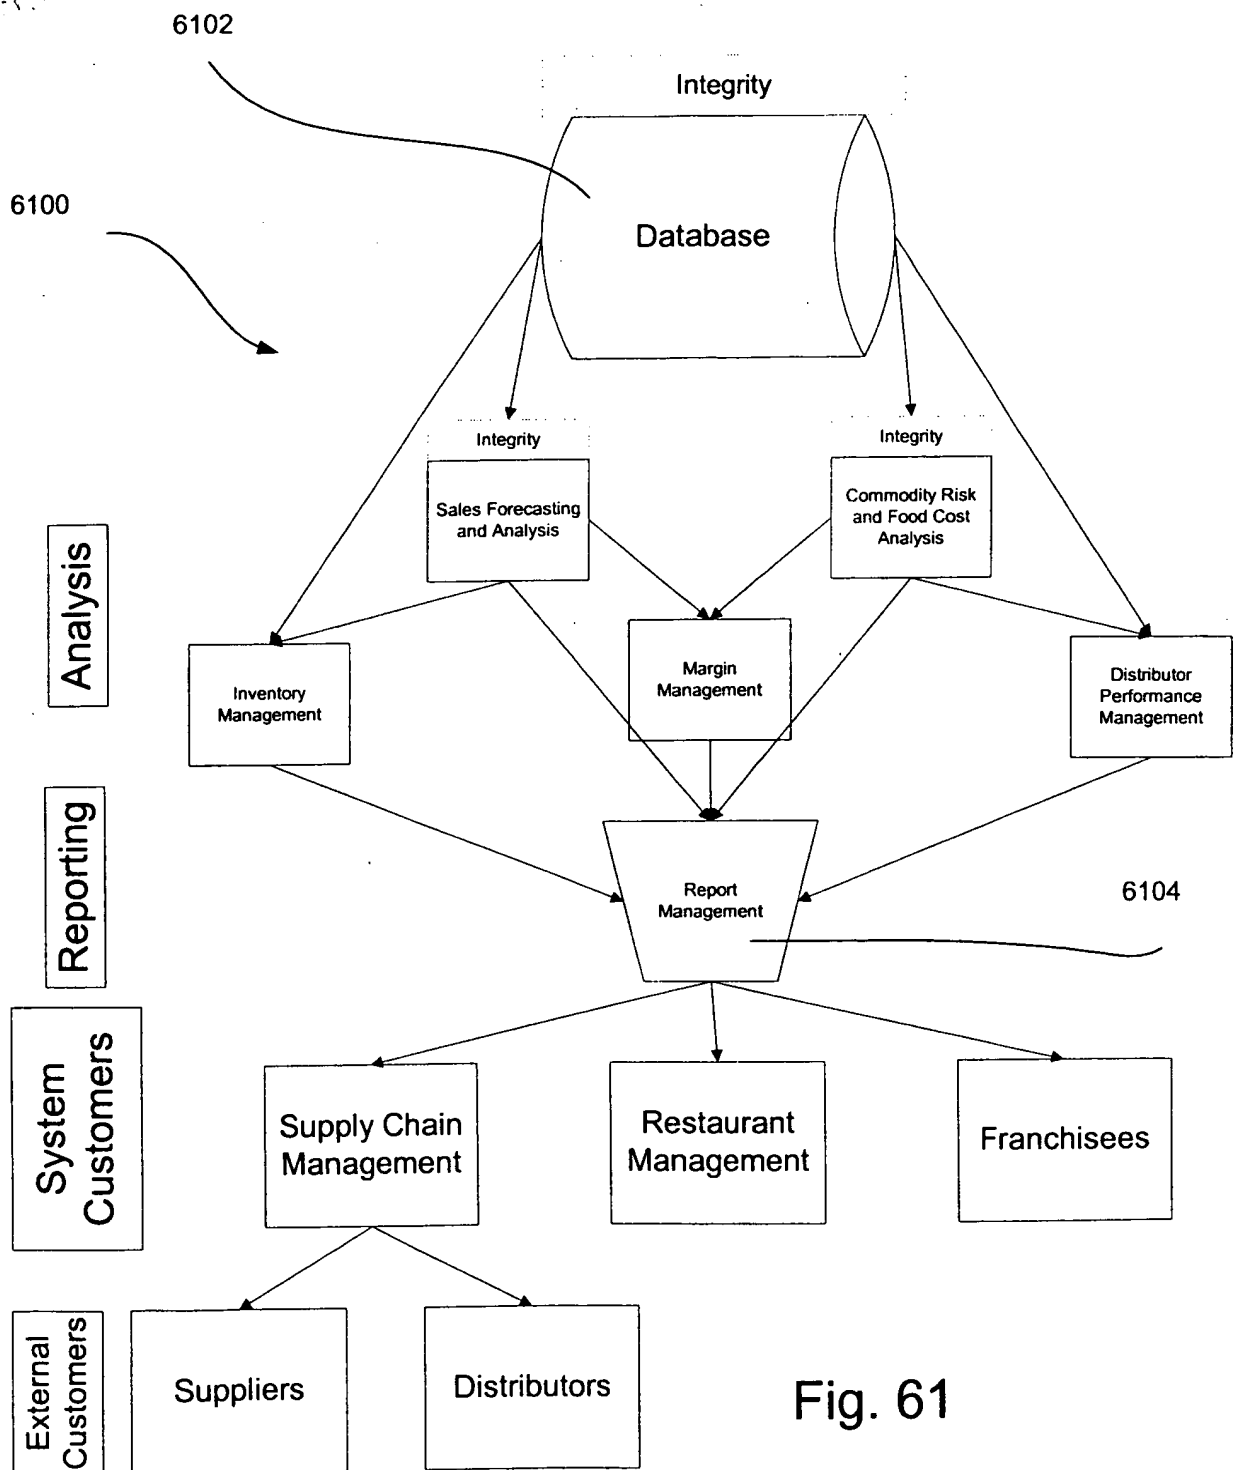 6102
Integrity
6100
Database
Integrity
Integrity
Sales Forecasting
and Analysis
Commodity Risk
and Food Cost
Analysis
Analysis
Inventory
Management
Margin
Management
Distributor
Performance
Management
Reporting
Report
Management
6104
System
Customers
Supply Chain
Management
Restaurant
Management
Franchisees
External
Customers
Suppliers
Distributors
Fig. 61